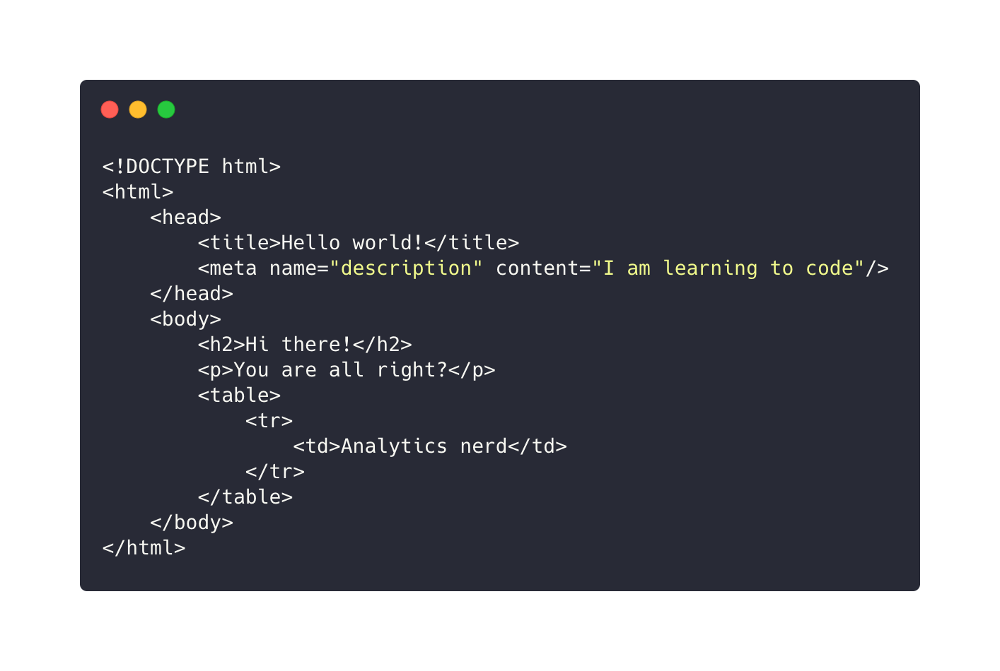 <!DOCTYPE html>
<html>
    <head>
        <title>Hello world!</title>
        <meta name="description" content="I am learning to code"/>
    </head>
    <body>
        <h2>Hi there!</h2>
        <p>You are all right?</p>
        <table>
            <tr>
                <td>Analytics nerd</td>
            </tr>
        </table>
    </body>
</html>